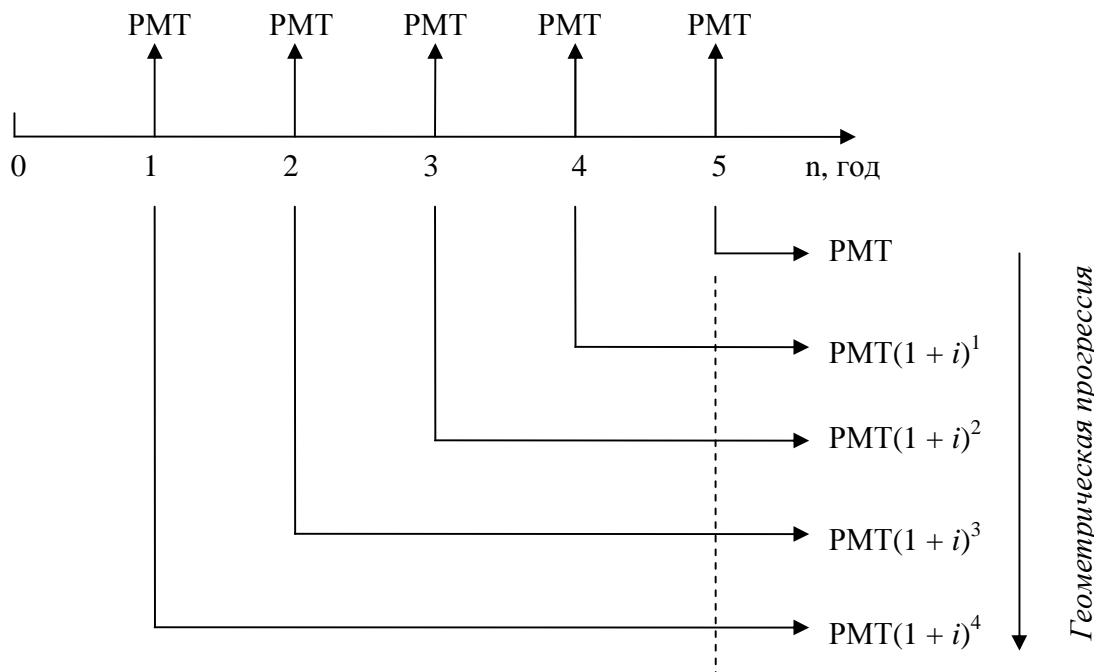 PMT PMT PMT PMT PMT
0 1 2 3 4 5 n, год
PMT
PMT(1 + i)^1
PMT(1 + i)^2
PMT(1 + i)^3
PMT(1 + i)^4
Геометрическая прогрессия